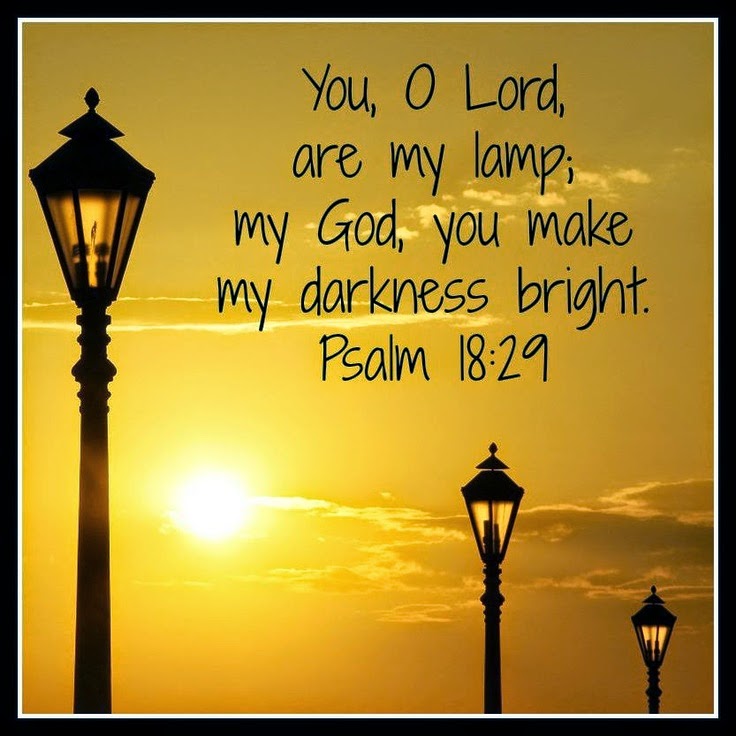 You, O Lord,
are my lamp;
my God, you make
my darkness bright.
Psalm 18:29